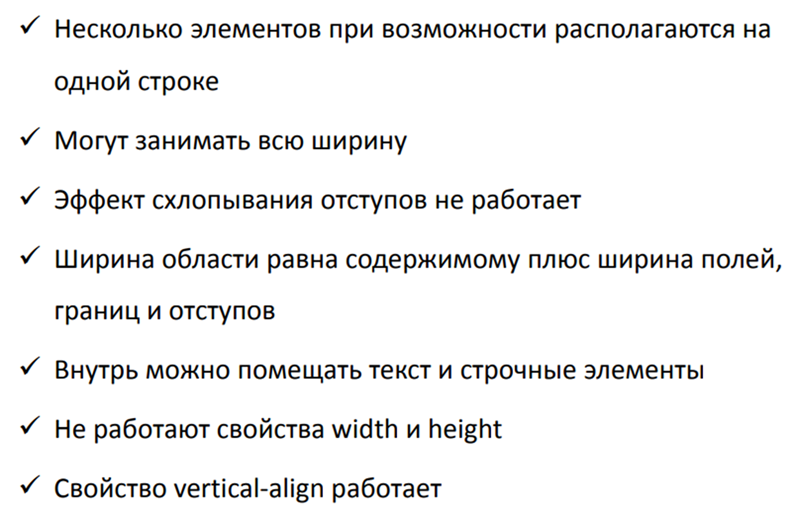 ✓ Несколько элементов при возможности располагаются на
одной строке
✓ Могут занимать всю ширину
✓ Эффект схлопывания отступов не работает
✓ Ширина области равна содержимому плюс ширина полей,
границ и отступов
✓ Внутрь можно помещать текст и строчные элементы
✓ Не работают свойства width и height
✓ Свойство vertical-align работает